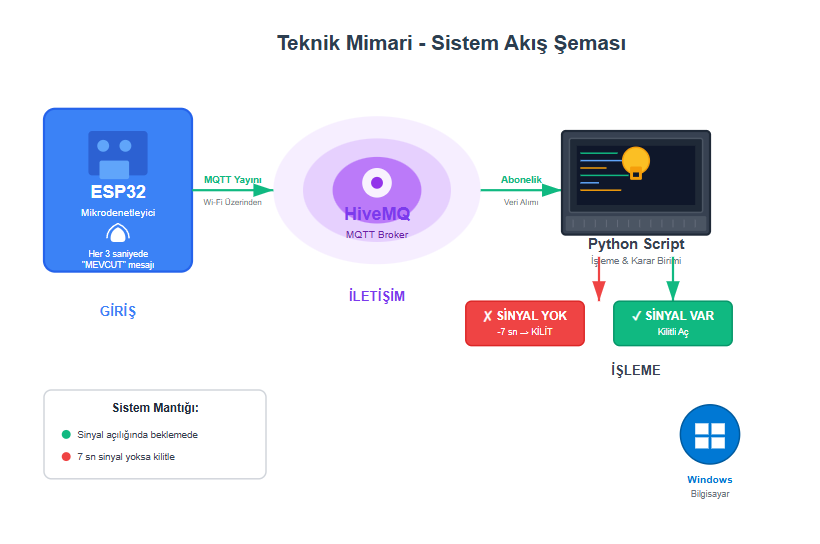 Teknik Mimari - Sistem Akış Şeması
ESP32
Mikrodenetleyici
Her 3 saniyede
"MEVCUT" mesajı
GİRİŞ
MQTT Yayını
Wi-Fi Üzerinden
HiveMQ
MQTT Broker
İLETİŞİM
Abonelik
Veri Alımı
Python Script
İşleme & Karar Birimi
✗ SİNYAL YOK
~7 sn --> KİLİT
✓ SİNYAL VAR
Kilitli Aç
İŞLEME
Sistem Mantığı:
Sinyal açılığında beklemede
7 sn sinyal yoksa kilitle
Windows
Bilgisayar